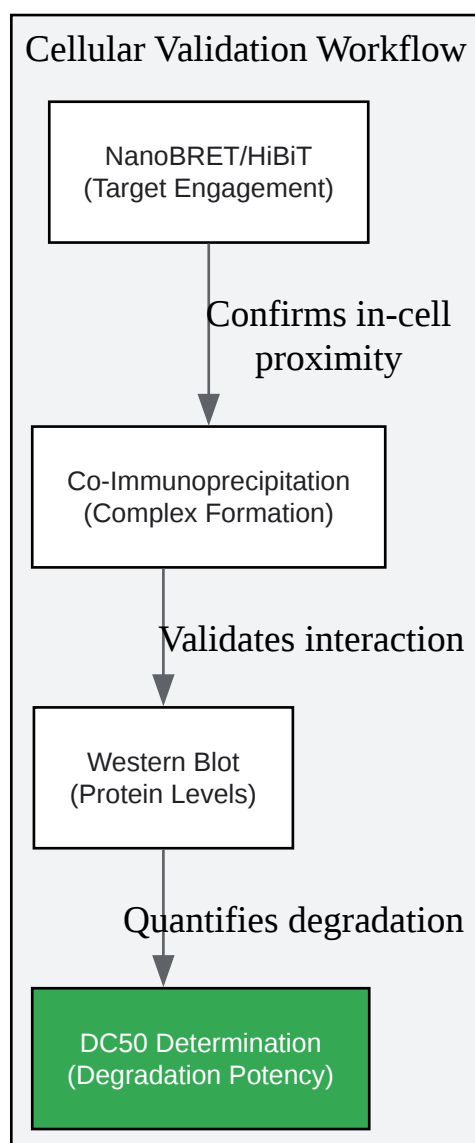 Cellular Validation Workflow
NanoBRET/HiBiT
(Target Engagement)
Confirms in-cell
proximity
Co-Immunoprecipitation
(Complex Formation)
Validates interaction
Western Blot
(Protein Levels)
Quantifies degradation
DC50 Determination
(Degradation Potency)